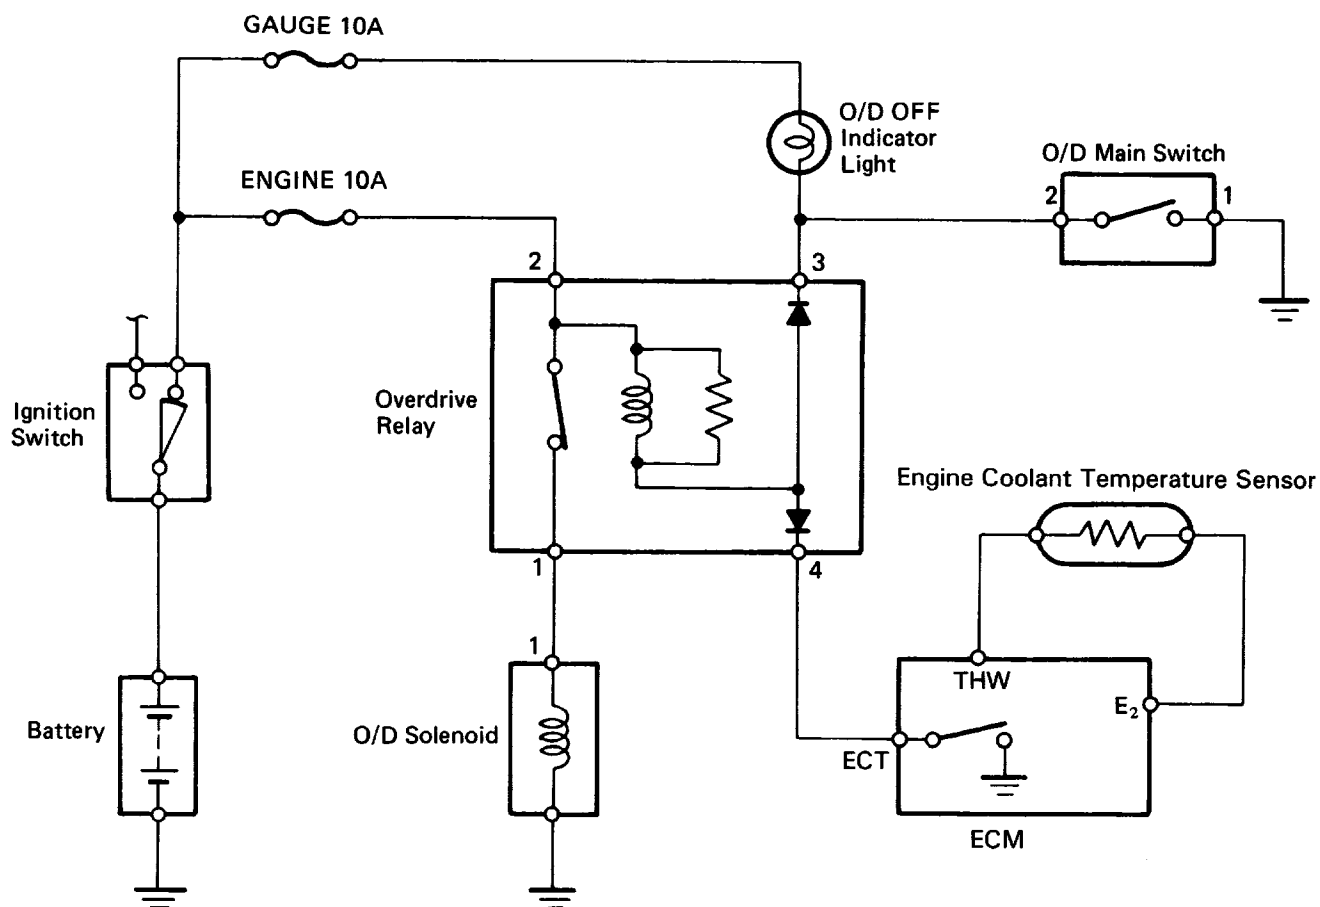 GAUGE 10A
O/D OFF
Indicator
Light
O/D Main Switch
2
1
ENGINE 10A
2
3
Ignition
Switch
Overdrive
Relay
Engine Coolant Temperature Sensor
1
4
1
THW
E₂
Battery
O/D Solenoid
ECT
ECM